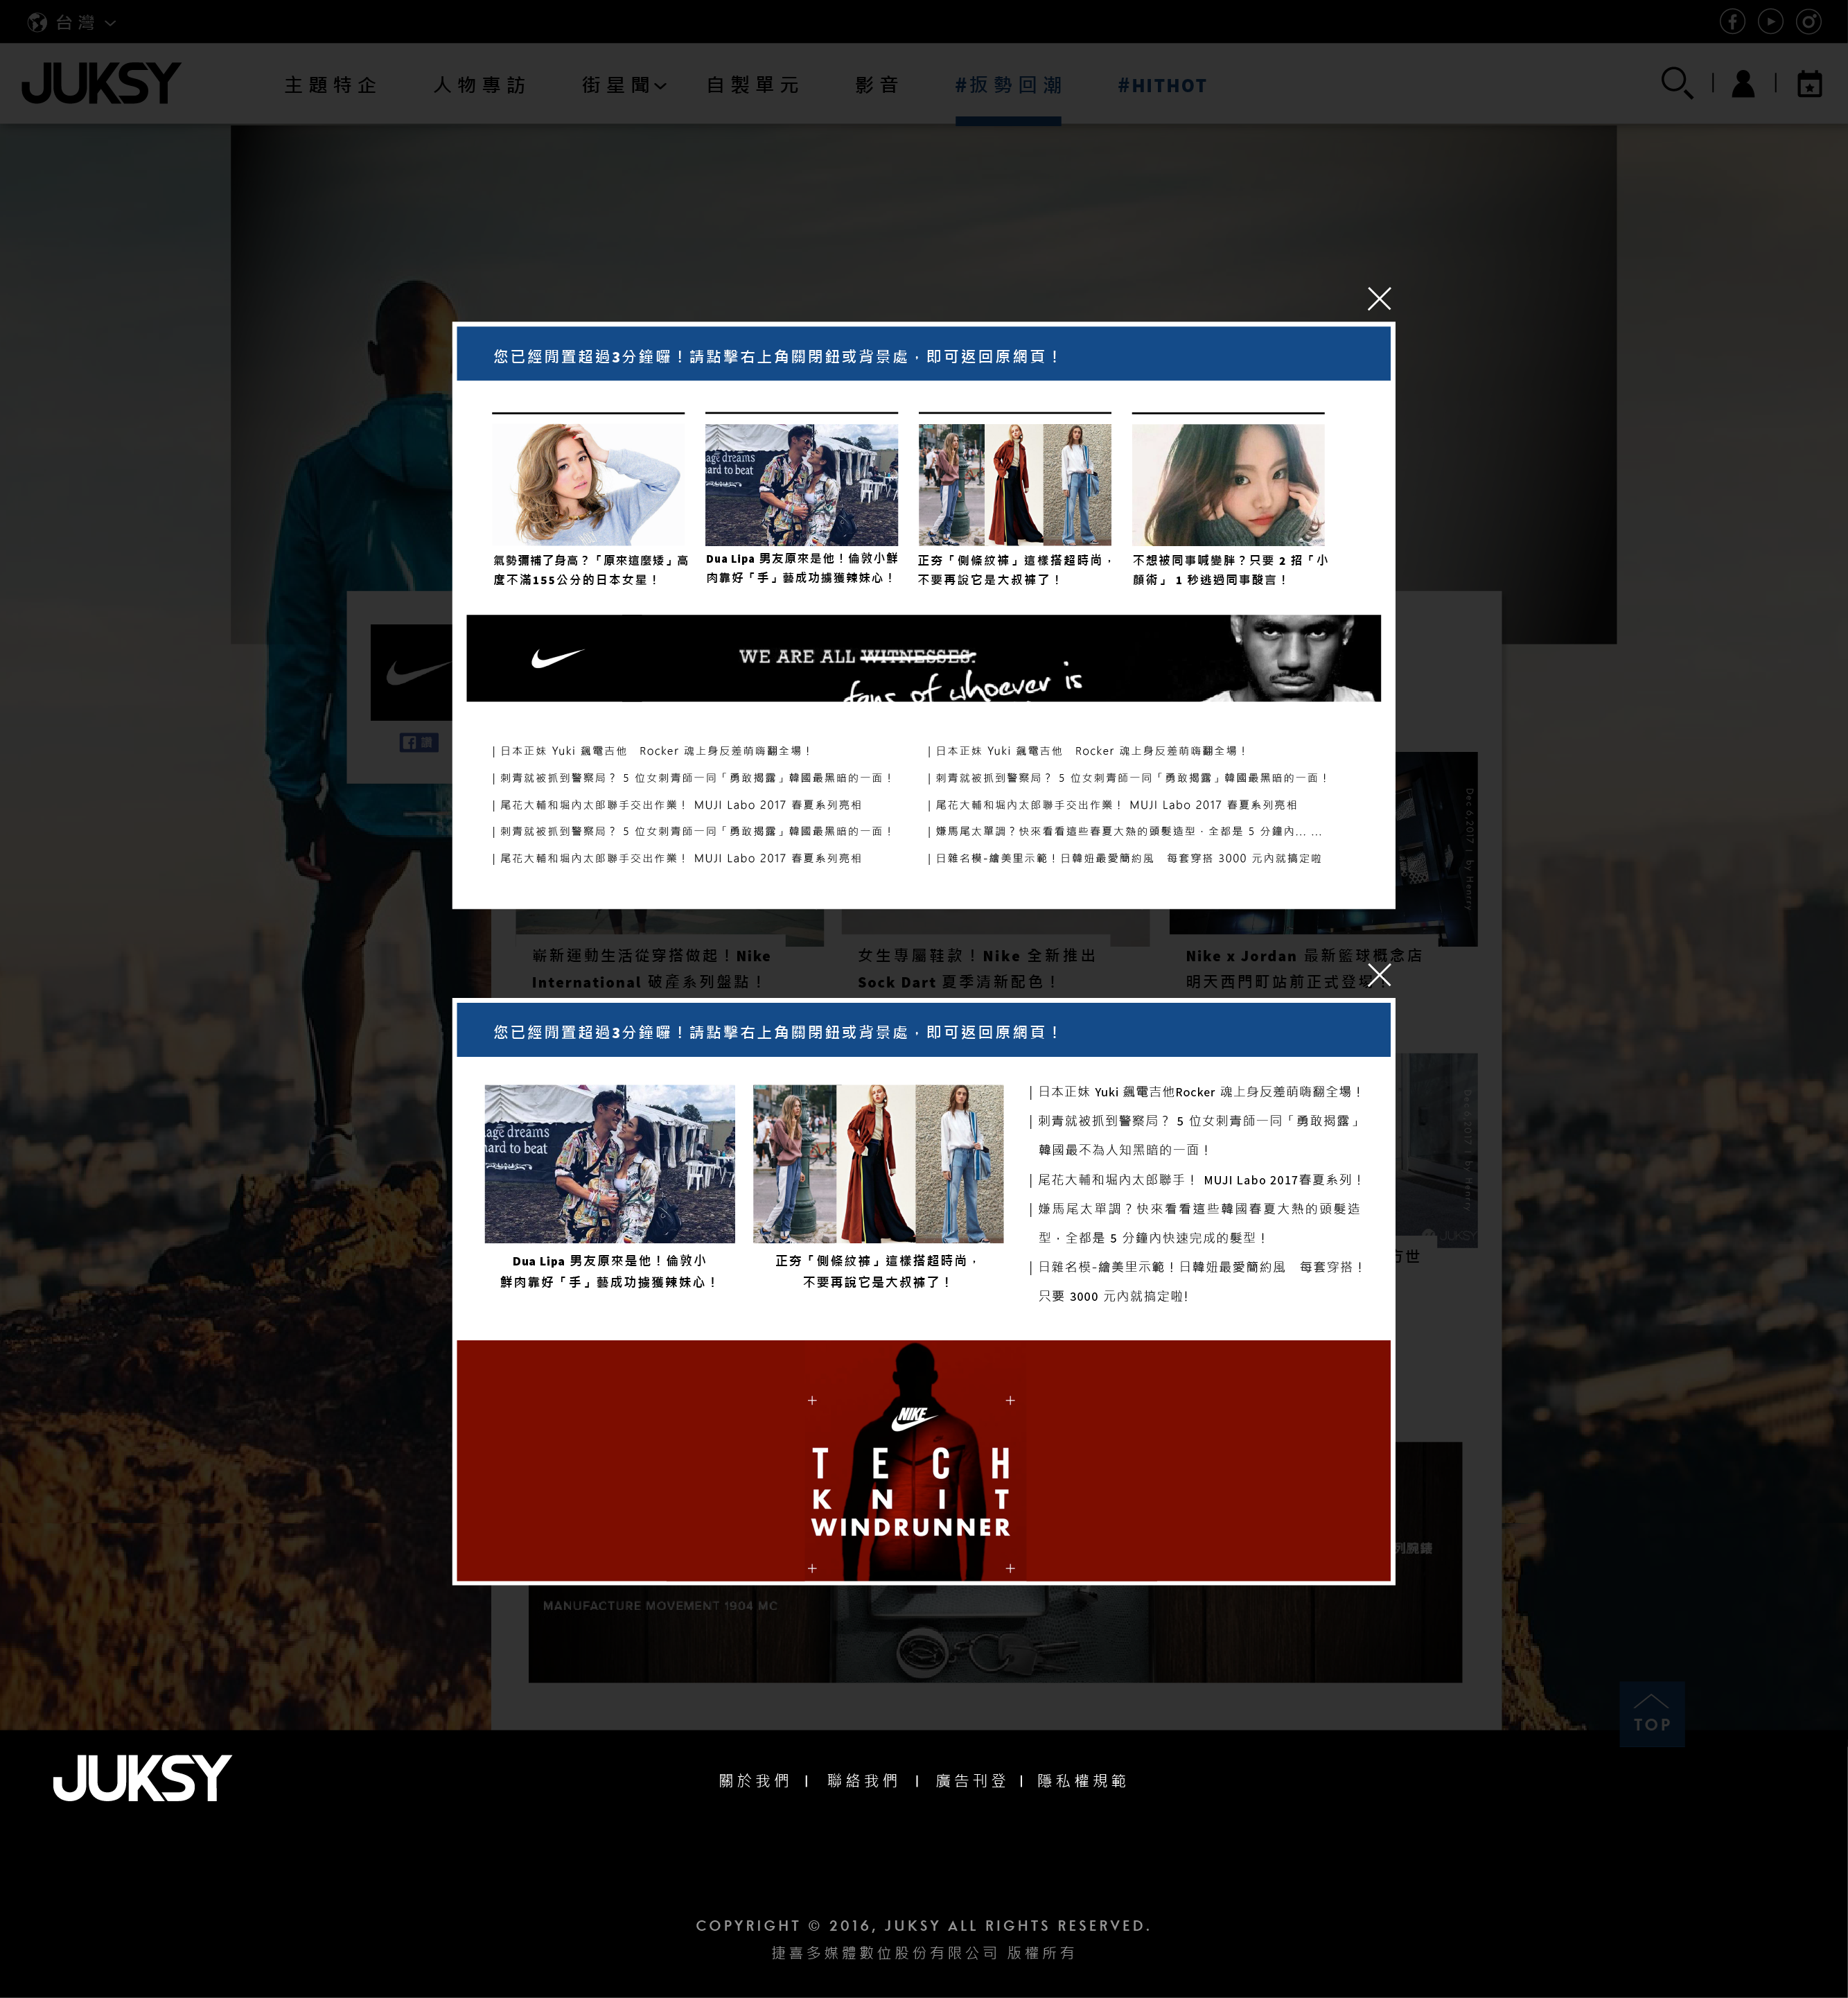 台灣
JUKSY
主題特企
人物專訪
街星聞
自製單元
影音
#扳勢回潮
#HITHOT
您已經閒置超過3分鐘囉！請點擊右上角關閉鈕或背景處，即可返回原網頁！
age dreams
hard to beat
氣勢彌補了身高？「原來這麼矮」高
度不滿155公分的日本女星！
Dua Lipa 男友原來是他！倫敦小鮮
肉靠好「手」藝成功擄獲辣妹心！
正夯「側條紋褲」這樣搭超時尚，
不要再說它是大叔褲了！
不想被同事喊變胖？只要 2 招「小
顏術」 1 秒逃過同事酸言！
WE ARE ALL WITNESSES.
fans of whoever is
讚
| 日本正妹 Yuki 飆電吉他　Rocker 魂上身反差萌嗨翻全場！
| 刺青就被抓到警察局？ 5 位女刺青師一同「勇敢揭露」韓國最黑暗的一面！
| 尾花大輔和堀內太郎聯手交出作業！ MUJI Labo 2017 春夏系列亮相
| 刺青就被抓到警察局？ 5 位女刺青師一同「勇敢揭露」韓國最黑暗的一面！
| 尾花大輔和堀內太郎聯手交出作業！ MUJI Labo 2017 春夏系列亮相
| 日本正妹 Yuki 飆電吉他　Rocker 魂上身反差萌嗨翻全場！
| 刺青就被抓到警察局？ 5 位女刺青師一同「勇敢揭露」韓國最黑暗的一面！
| 尾花大輔和堀內太郎聯手交出作業！ MUJI Labo 2017 春夏系列亮相
| 嫌馬尾太單調？快來看看這些春夏大熱的頭髮造型，全都是 5 分鐘內... ...
| 日雜名模-繪美里示範！日韓妞最愛簡約風　每套穿搭 3000 元內就搞定啦
Dec 6.2017 | by Henrry
嶄新運動生活從穿搭做起！Nike
International 破產系列盤點！
女生專屬鞋款！Nike 全新推出
Sock Dart 夏季清新配色！
Nike x Jordan 最新籃球概念店
明天西門町站前正式登場！
您已經閒置超過3分鐘囉！請點擊右上角關閉鈕或背景處，即可返回原網頁！
age dreams
hard to beat
Dua Lipa 男友原來是他！倫敦小
鮮肉靠好「手」藝成功擄獲辣妹心！
正夯「側條紋褲」這樣搭超時尚，
不要再說它是大叔褲了！
| 日本正妹 Yuki 飆電吉他Rocker 魂上身反差萌嗨翻全場！
| 刺青就被抓到警察局？ 5 位女刺青師一同「勇敢揭露」
韓國最不為人知黑暗的一面！
| 尾花大輔和堀內太郎聯手！ MUJI Labo 2017春夏系列！
| 嫌馬尾太單調？快來看看這些韓國春夏大熱的頭髮造
型，全都是 5 分鐘內快速完成的髮型！
| 日雜名模-繪美里示範！日韓妞最愛簡約風　每套穿搭！
只要 3000 元內就搞定啦!
Dec.6.2017 | by Henrry
JUKSY
方世
NIKE
TECH
KNIT
WINDRUNNER
列腕錶
MANUFACTURE MOVEMENT 1904 MC
TOP
JUKSY
關於我們 | 聯絡我們 | 廣告刊登 | 隱私權規範
COPYRIGHT © 2016, JUKSY ALL RIGHTS RESERVED.
捷喜多媒體數位股份有限公司 版權所有